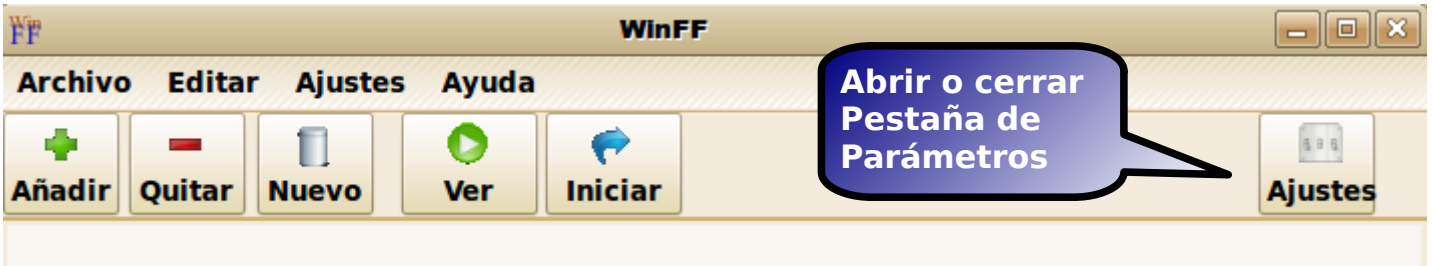 Win
FF
WinFF
Archivo Editar Ajustes Ayuda
Abrir o cerrar
Pestaña de
Parámetros
Añadir Quitar Nuevo Ver Iniciar Ajustes